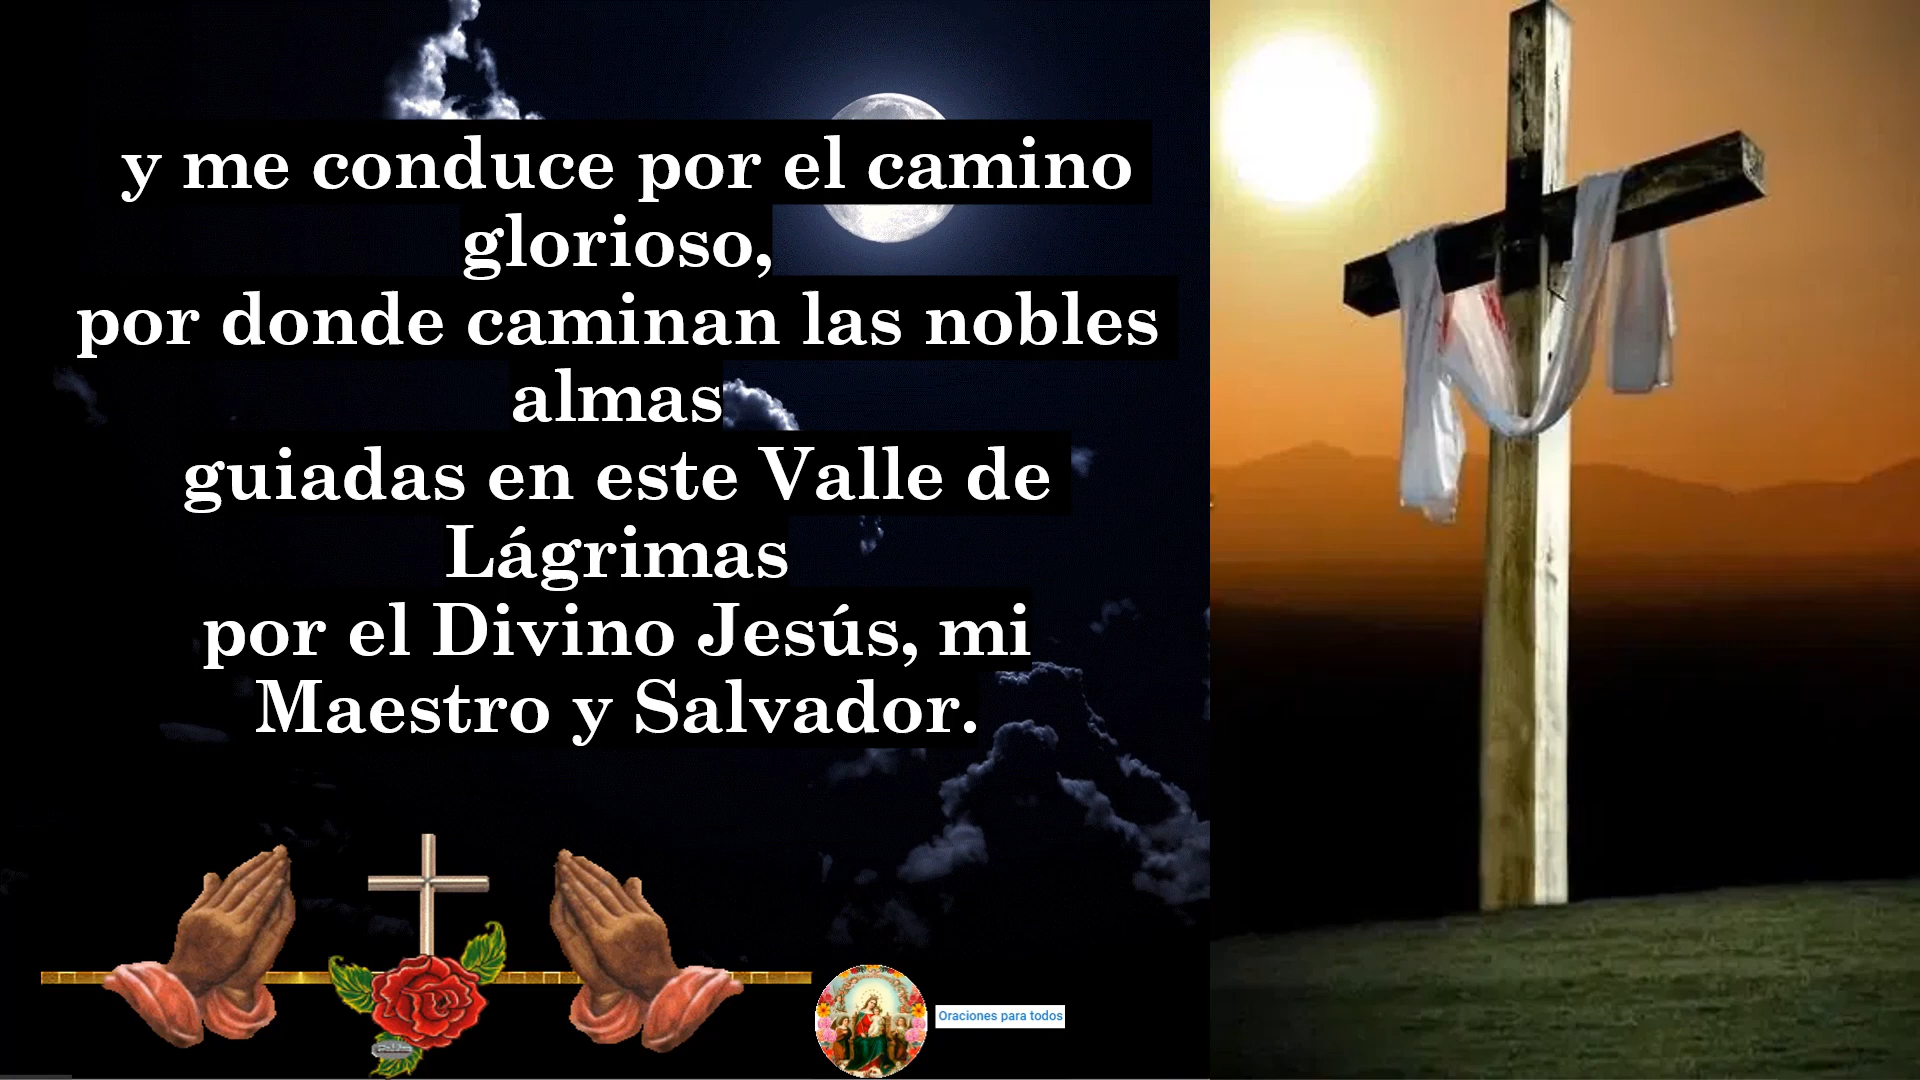 y me conduce por el camino
glorioso,
por donde caminan las nobles
almas
guiadas en este Valle de
Lágrimas
por el Divino Jesús, mi
Maestro y Salvador.
Oraciones para todos